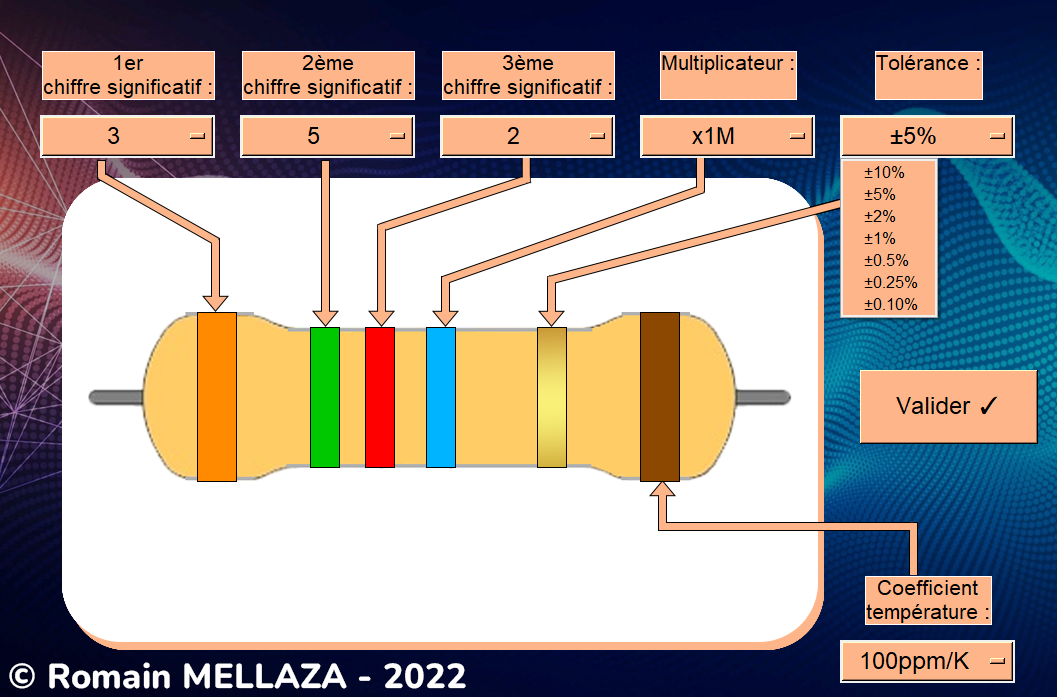 1er
chiffre significatif :
2ème
chiffre significatif :
3ème
chiffre significatif :
Multiplicateur :
Tolérance :
3
5
2
x1M
±5%
±10%
±5%
±2%
±1%
±0.5%
±0.25%
±0.10%
Valider ✓
Coefficient
température :
100ppm/K
© Romain MELLAZA - 2022